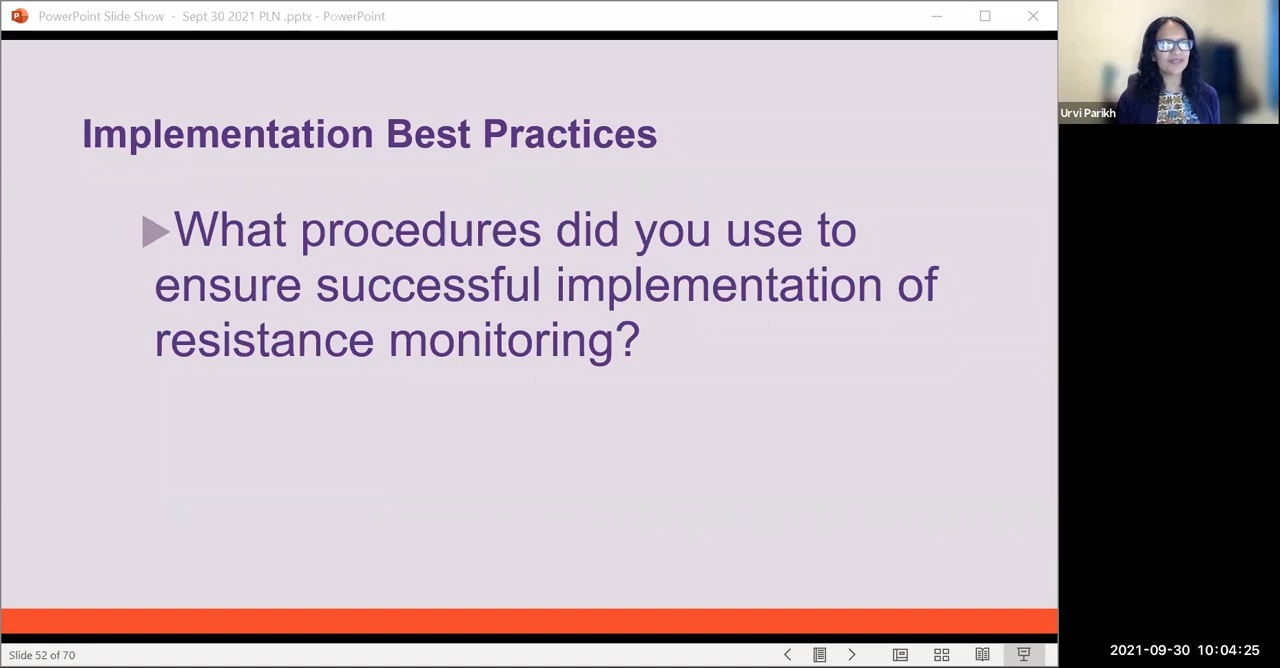 PowerPoint Slide Show - Sept 30 2021 PLN .pptx - PowerPoint
Urvi Parikh
Implementation Best Practices
What procedures did you use to
ensure successful implementation of
resistance monitoring?
Slide 52 of 70
2021-09-30 10:04:25